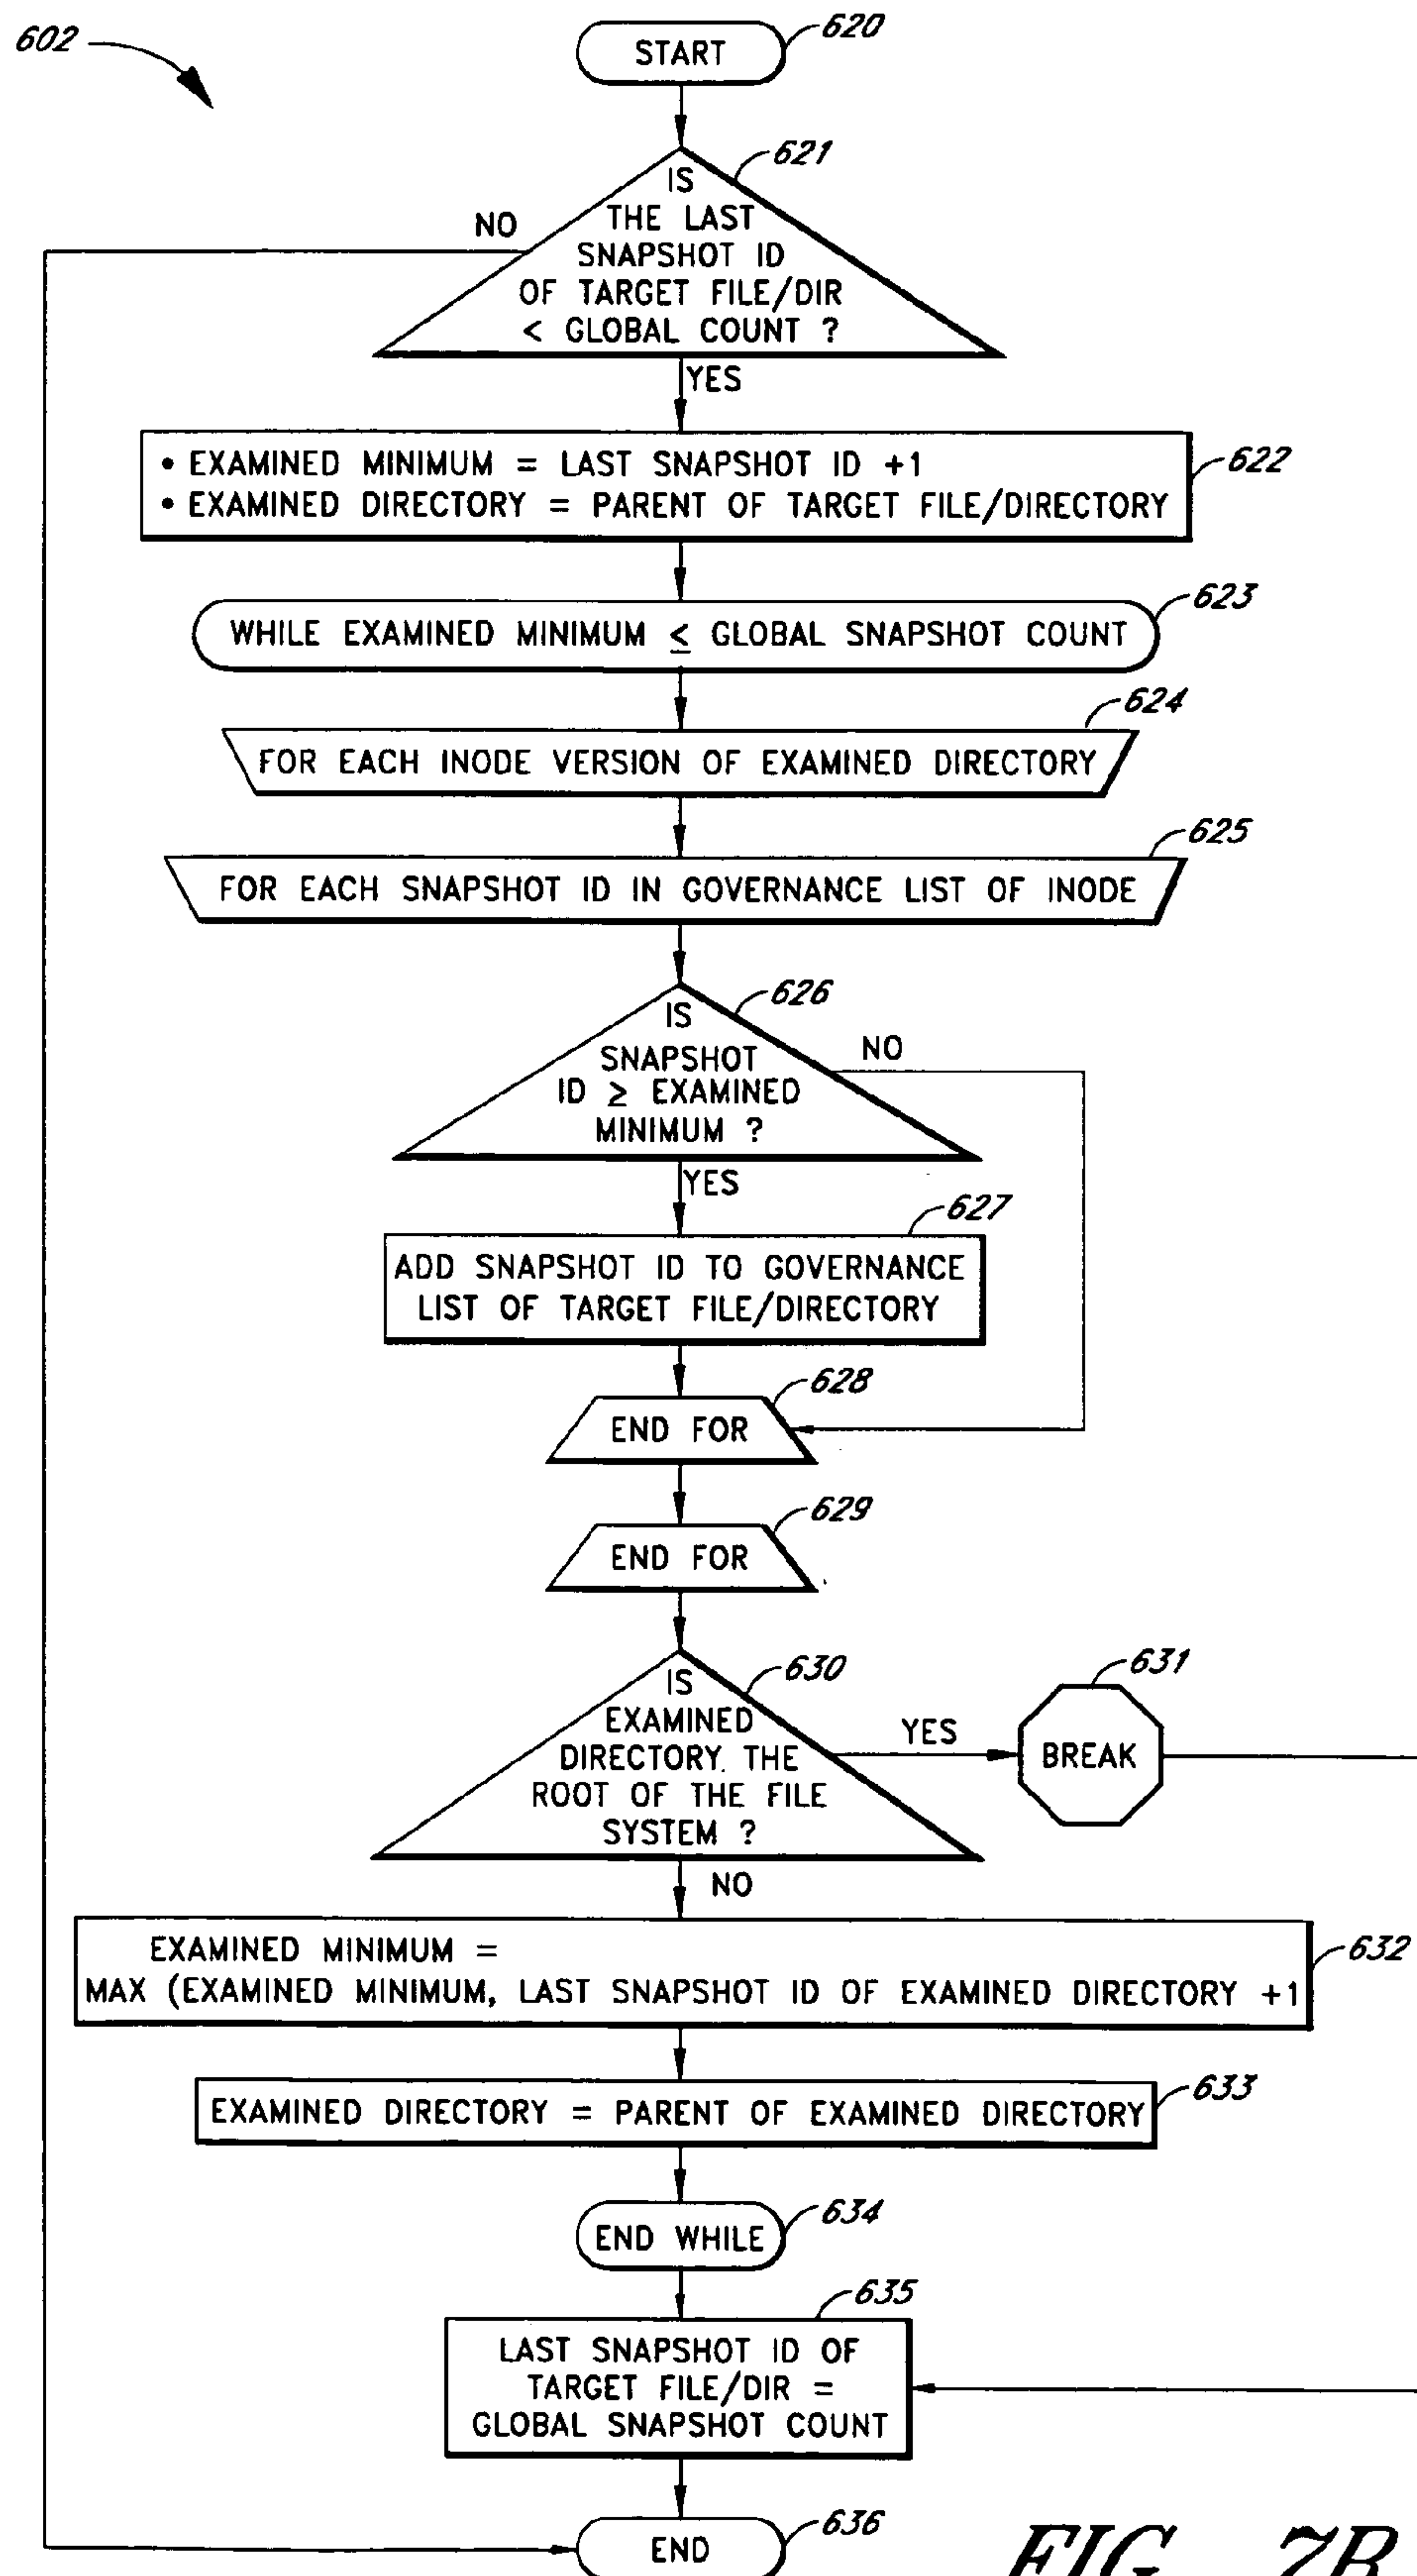 602
START
620
621
IS
THE LAST
SNAPSHOT ID
OF TARGET FILE/DIR
< GLOBAL COUNT ?
NO
YES
• EXAMINED MINIMUM = LAST SNAPSHOT ID +1
• EXAMINED DIRECTORY = PARENT OF TARGET FILE/DIRECTORY
622
WHILE EXAMINED MINIMUM ≤ GLOBAL SNAPSHOT COUNT
623
624
FOR EACH INODE VERSION OF EXAMINED DIRECTORY
625
FOR EACH SNAPSHOT ID IN GOVERNANCE LIST OF INODE
626
IS
SNAPSHOT
ID ≥ EXAMINED
MINIMUM ?
NO
YES
627
ADD SNAPSHOT ID TO GOVERNANCE
LIST OF TARGET FILE/DIRECTORY
628
END FOR
629
END FOR
630
IS
EXAMINED
DIRECTORY THE
ROOT OF THE FILE
SYSTEM ?
YES
631
BREAK
NO
EXAMINED MINIMUM =
MAX (EXAMINED MINIMUM, LAST SNAPSHOT ID OF EXAMINED DIRECTORY +1
632
EXAMINED DIRECTORY = PARENT OF EXAMINED DIRECTORY
633
END WHILE
634
635
LAST SNAPSHOT ID OF
TARGET FILE/DIR =
GLOBAL SNAPSHOT COUNT
END
636
FIG. 7B